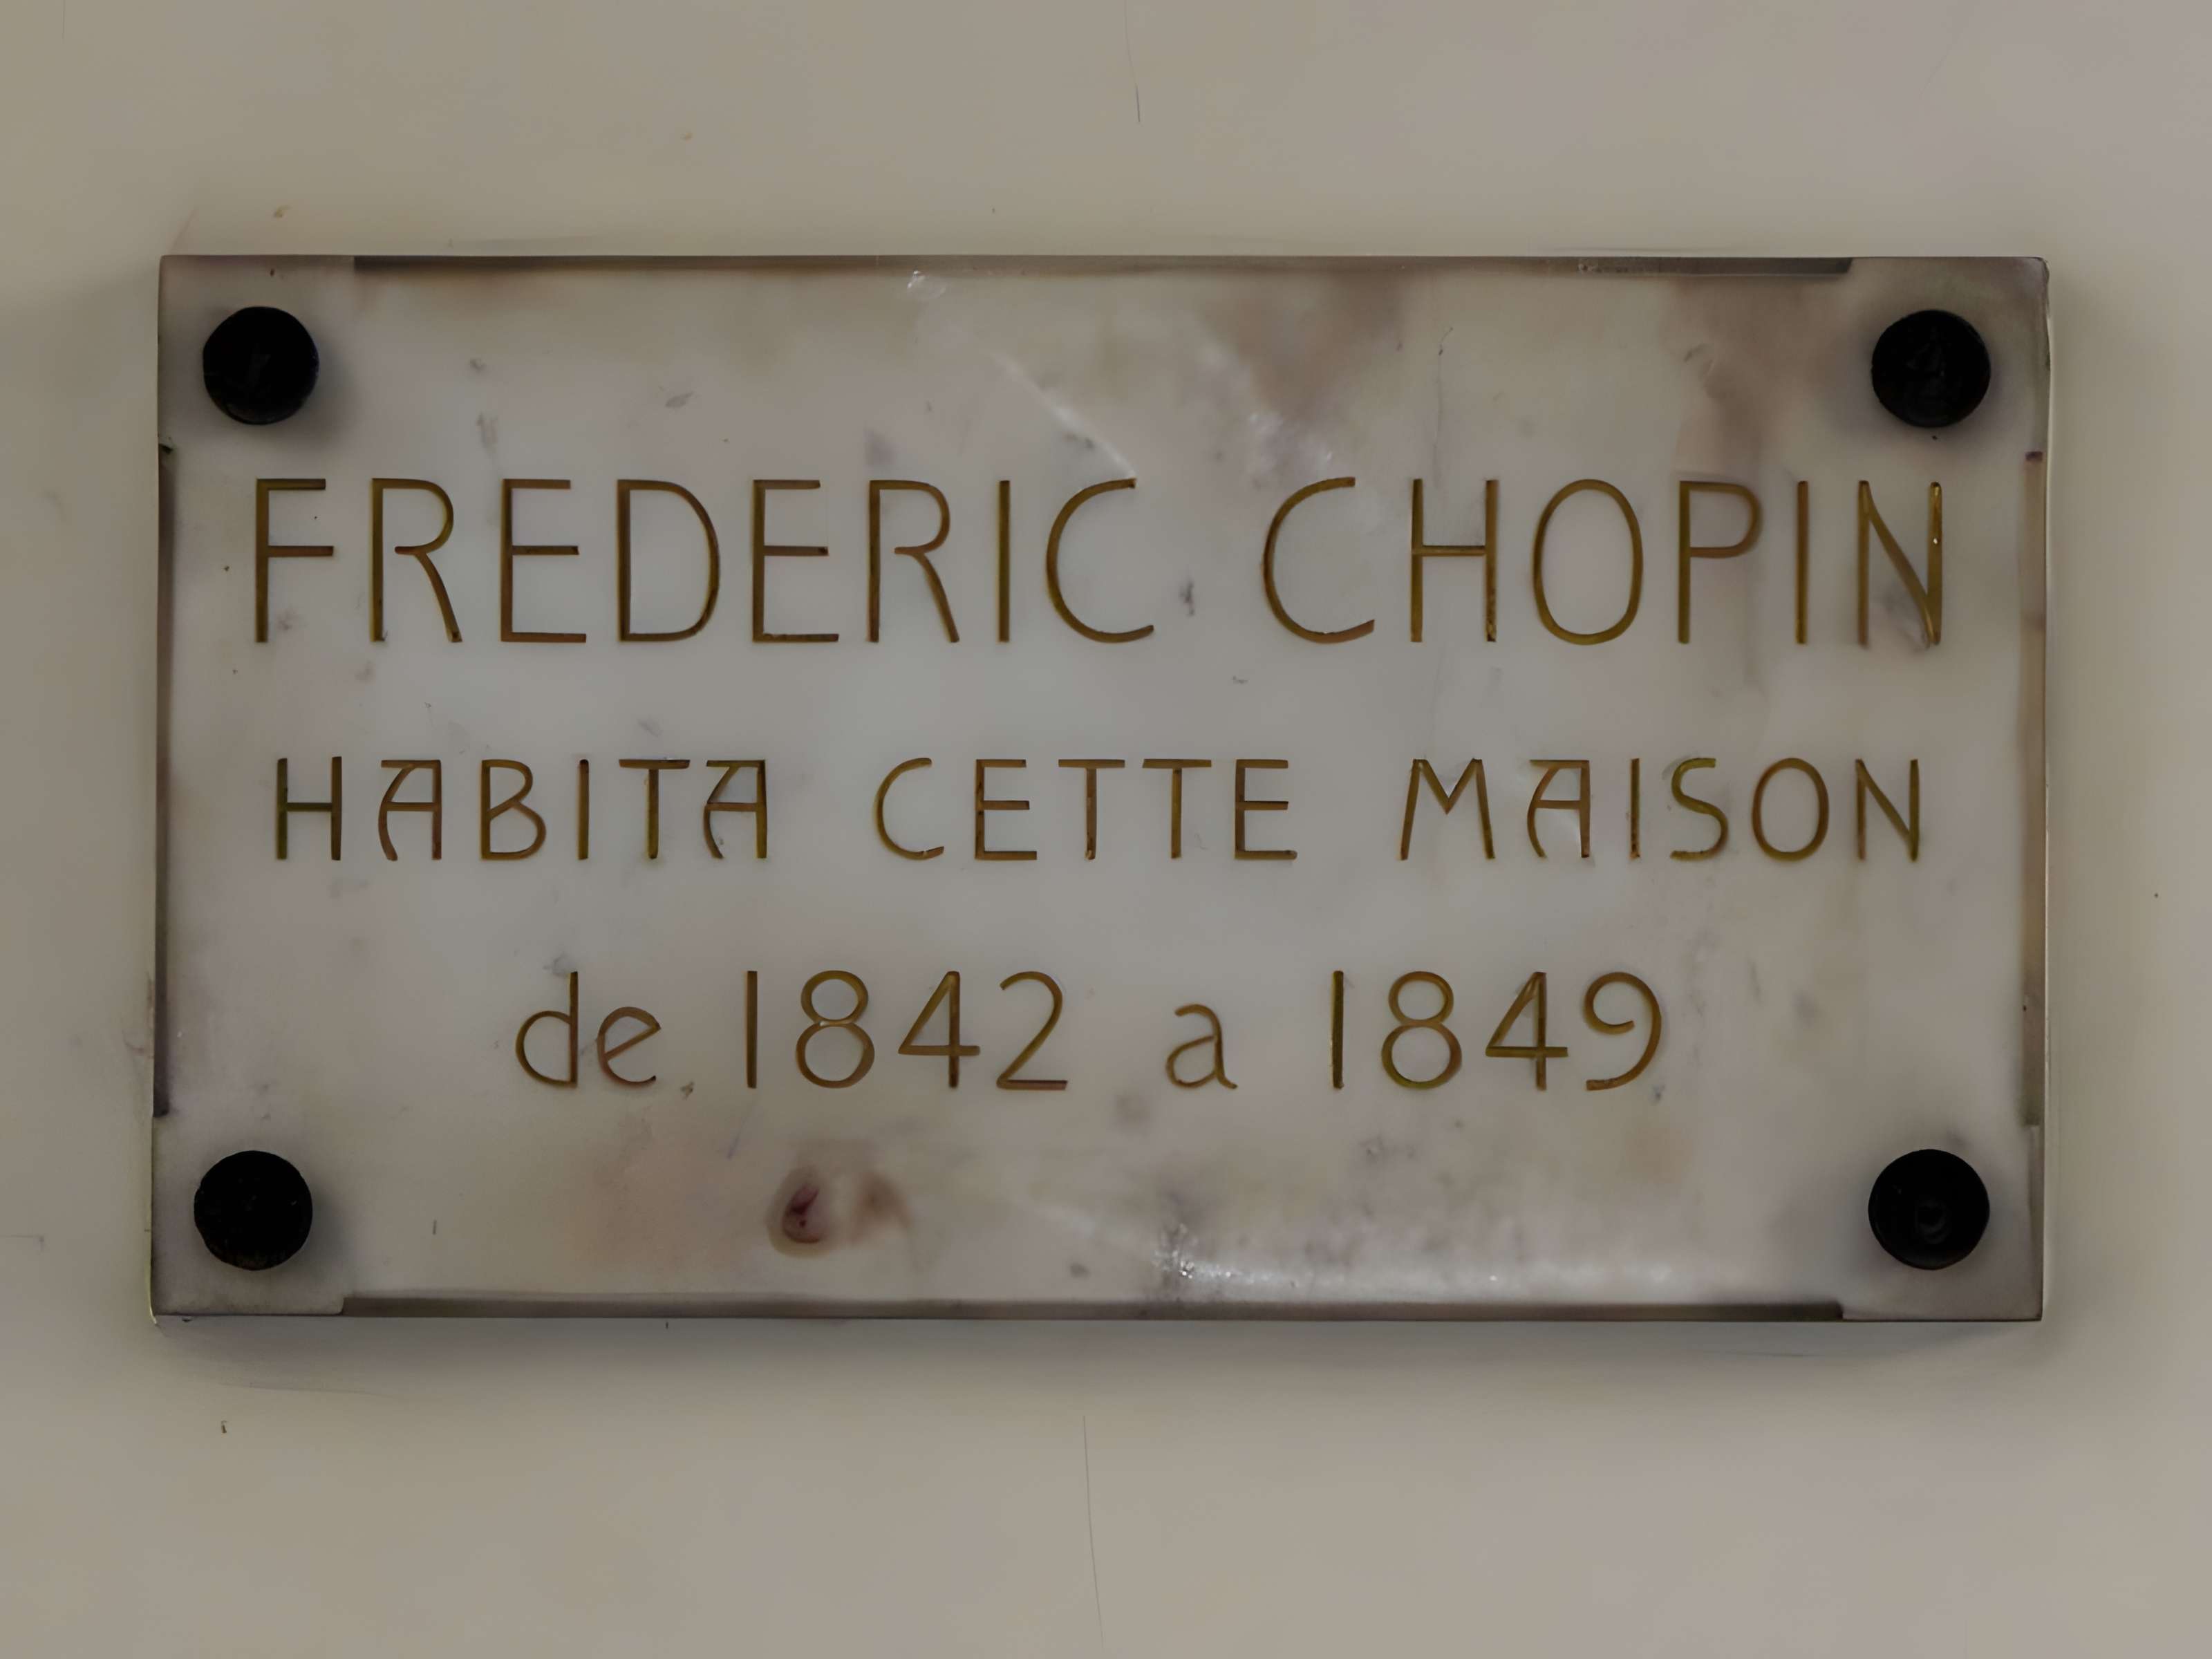 FREDERIC CHOPIN
HABITA CETTE MAISON
de 1842 a 1849